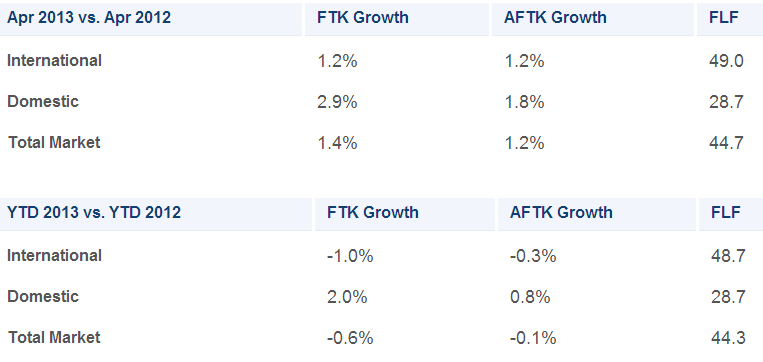 Apr 2013 vs. Apr 2012 FTK Growth AFTK Growth FLF
International 1.2% 1.2% 49.0
Domestic 2.9% 1.8% 28.7
Total Market 1.4% 1.2% 44.7
YTD 2013 vs. YTD 2012 FTK Growth AFTK Growth FLF
International -1.0% -0.3% 48.7
Domestic 2.0% 0.8% 28.7
Total Market -0.6% -0.1% 44.3